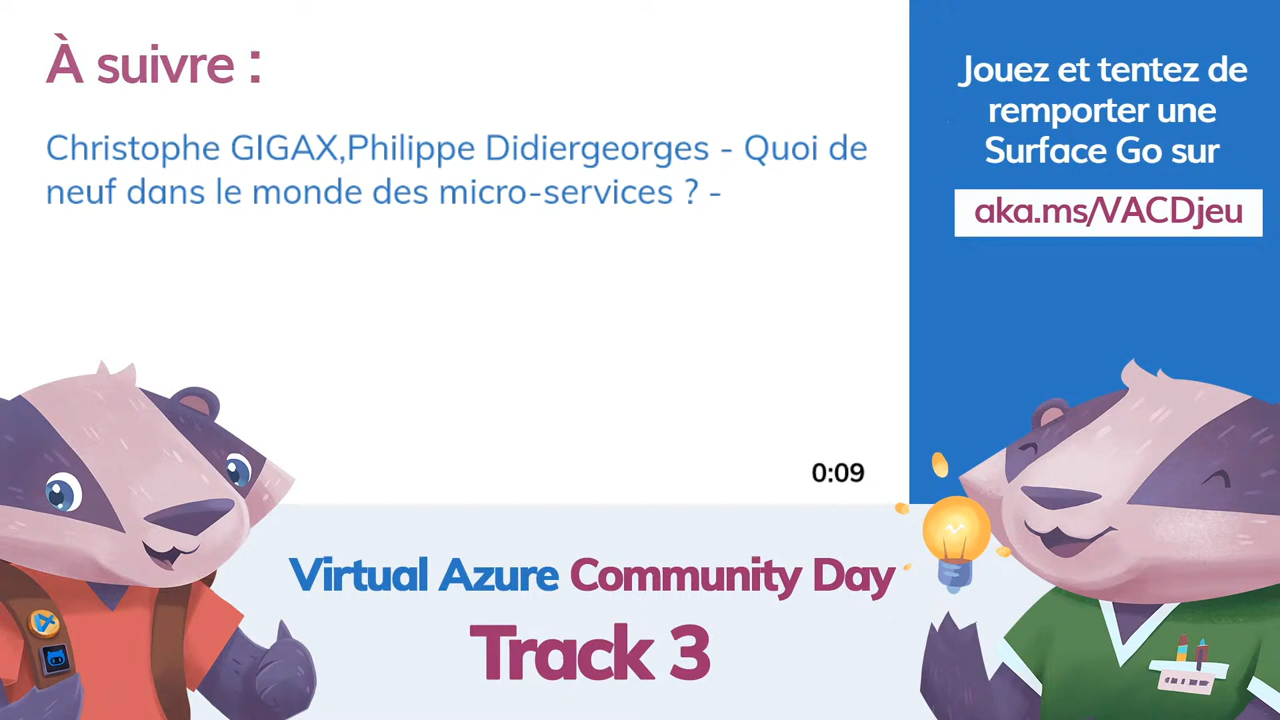 À suivre :
Christophe GIGAX,Philippe Didiergeorges - Quoi de
neuf dans le monde des micro-services ? -
0:09
Jouez et tentez de
remporter une
Surface Go sur
aka.ms/VACDjeu
Virtual Azure Community Day
Track 3